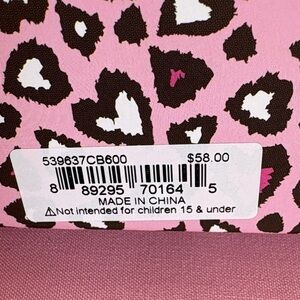 539637CB600 $58.00
8 89295 70164 5
MADE IN CHINA
⚠Not intended for children 15 & under